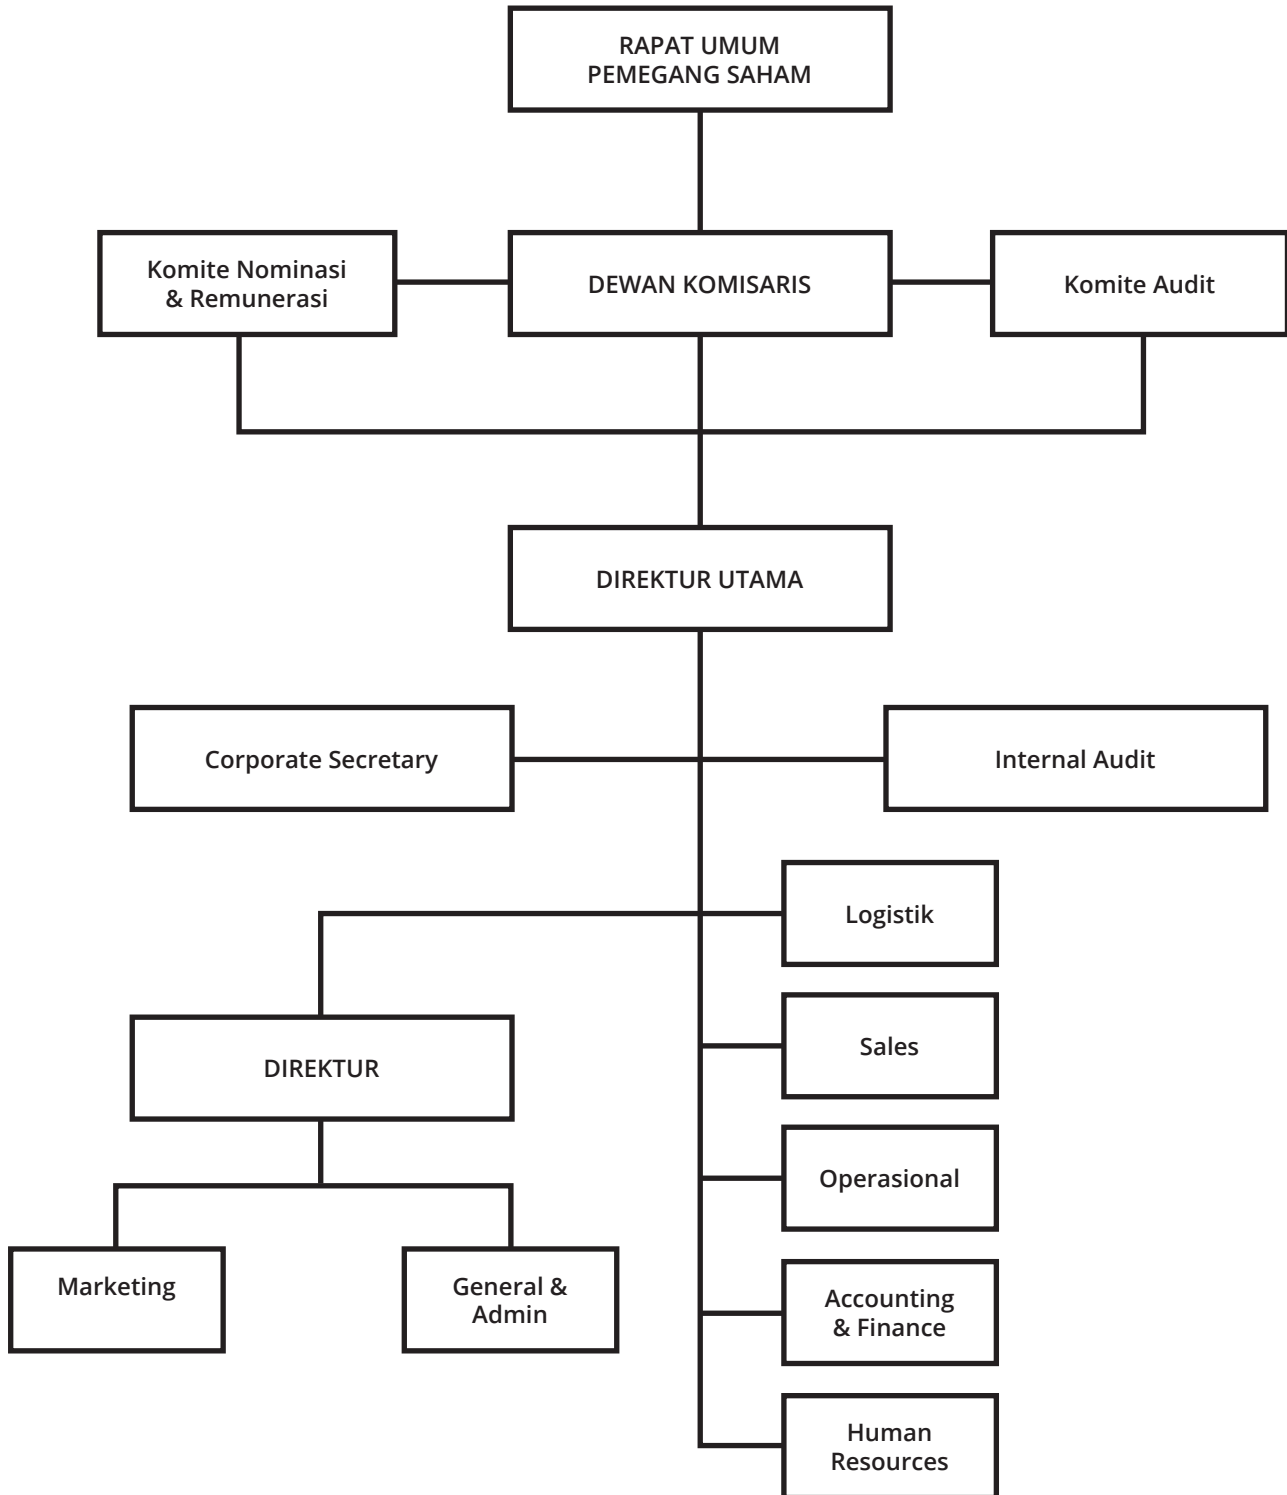 RAPAT UMUM
PEMEGANG SAHAM
Komite Nominasi
& Remunerasi
DEWAN KOMISARIS
Komite Audit
DIREKTUR UTAMA
Corporate Secretary
Internal Audit
Logistik
Sales
DIREKTUR
Operasional
Marketing
General &
Admin
Accounting
& Finance
Human
Resources